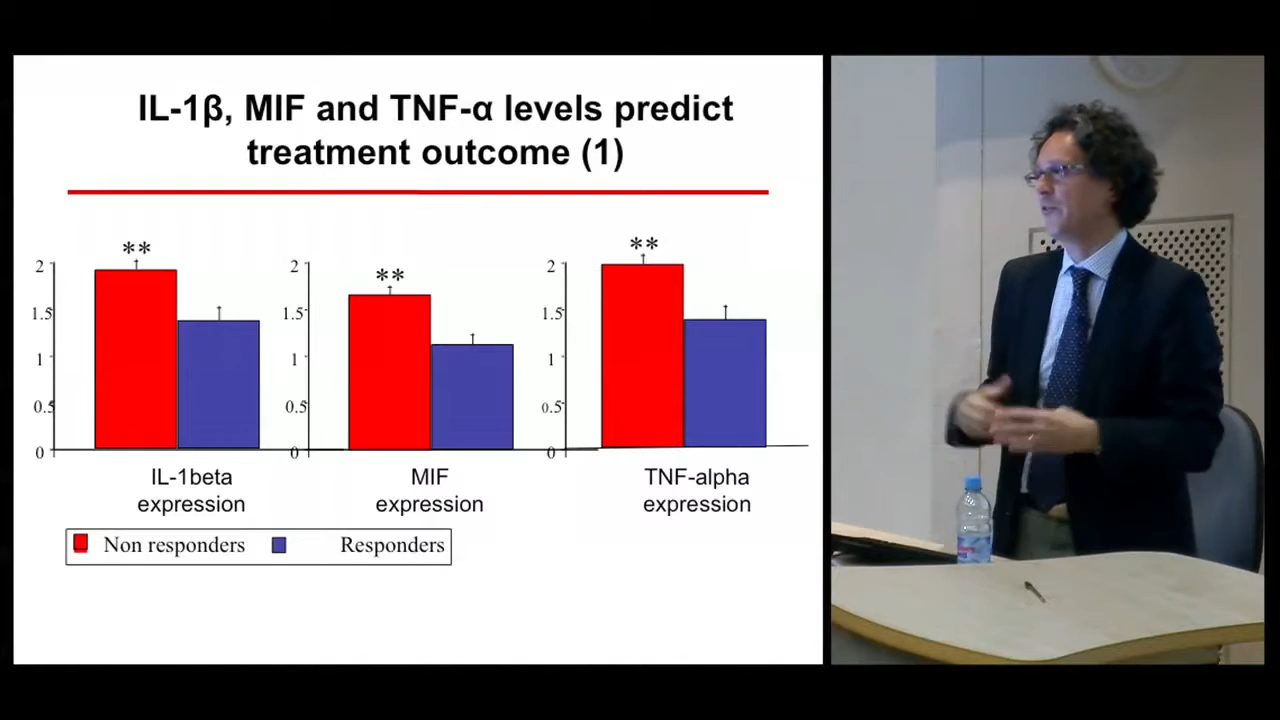 IL-1β, MIF and TNF-α levels predict
treatment outcome (1)
**
2
1.5
1
0.5
0
IL-1beta
expression
**
2
1.5
1
0.5
0
MIF
expression
**
2
1.5
1
0.5
0
TNF-alpha
expression
Non responders
Responders